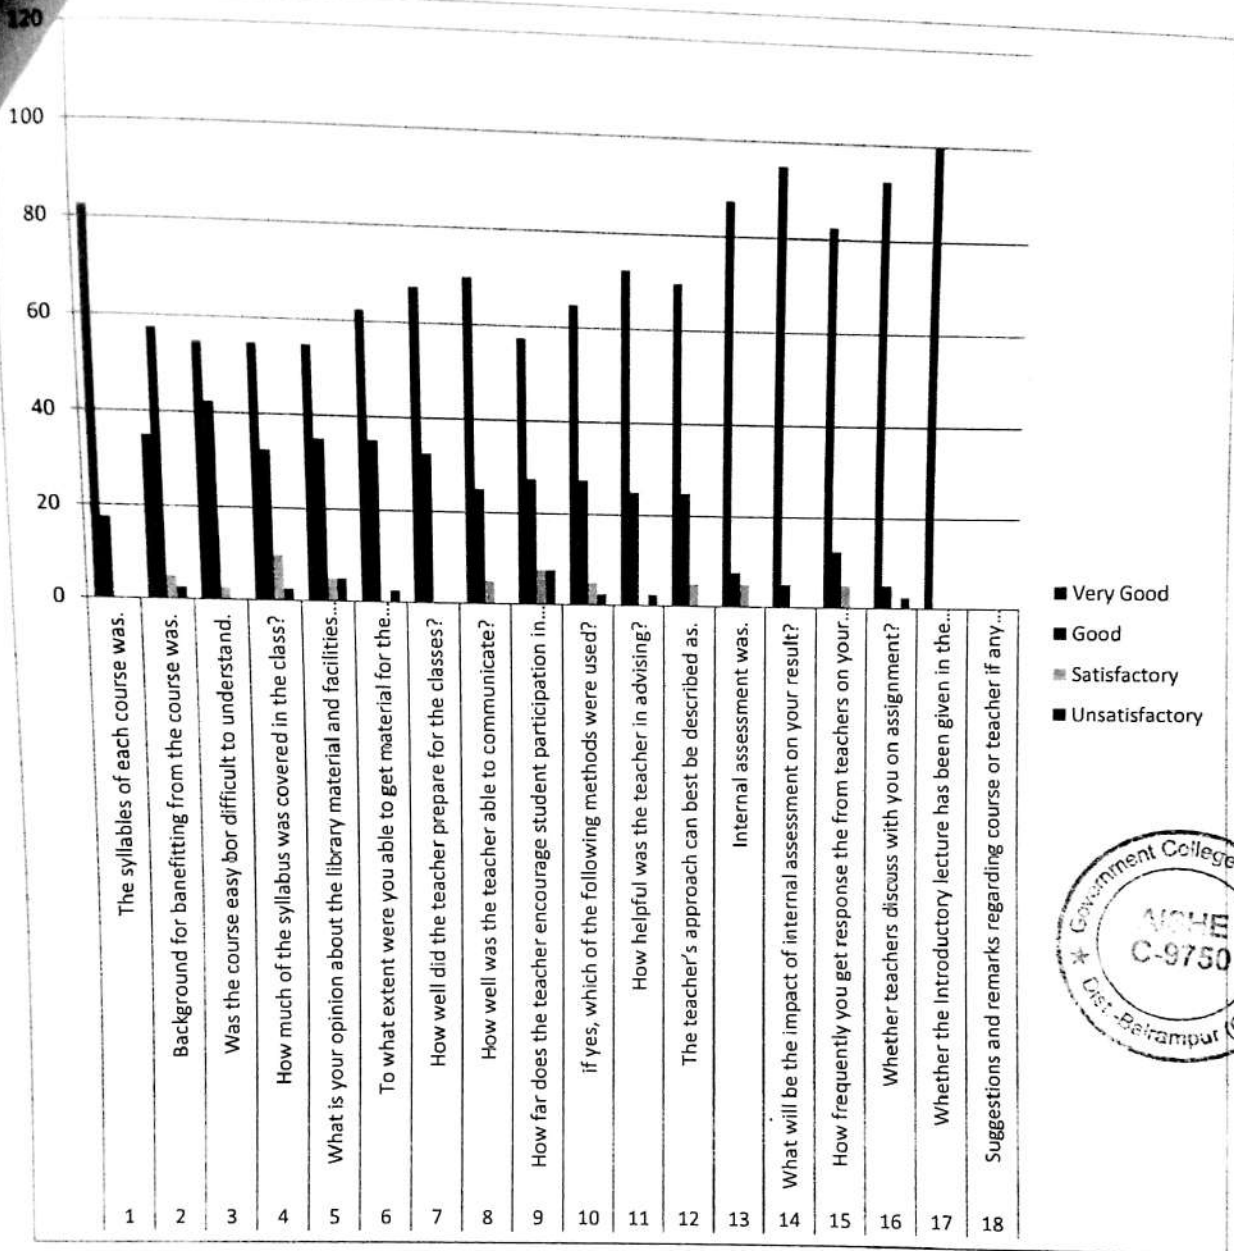 120
100
80
60
40
20
0
Very Good
Good
Satisfactory
Unsatisfactory
The syllables of each course was.
Background for banefitting from the course was.
Was the course easy bor difficult to understand.
How much of the syllabus was covered in the class?
What is your opinion about the library material and facilities...
To what extent were you able to get material for the...
How well did the teacher prepare for the classes?
How well was the teacher able to communicate?
How far does the teacher encourage student participation in...
if yes, which of the following methods were used?
How helpful was the teacher in advising?
The teacher's approach can best be described as.
Internal assessment was.
What will be the impact of internal assessment on your result?
How frequently you get response the from teachers on your...
Whether teachers discuss with you on assignment?
Whether the Introductory lecture has been given in the...
Suggestions and remarks regarding course or teacher if any...
1 2 3 4 5 6 7 8 9 10 11 12 13 14 15 16 17 18
Government College
AISHE
C-9750
Dist.-Balrampur